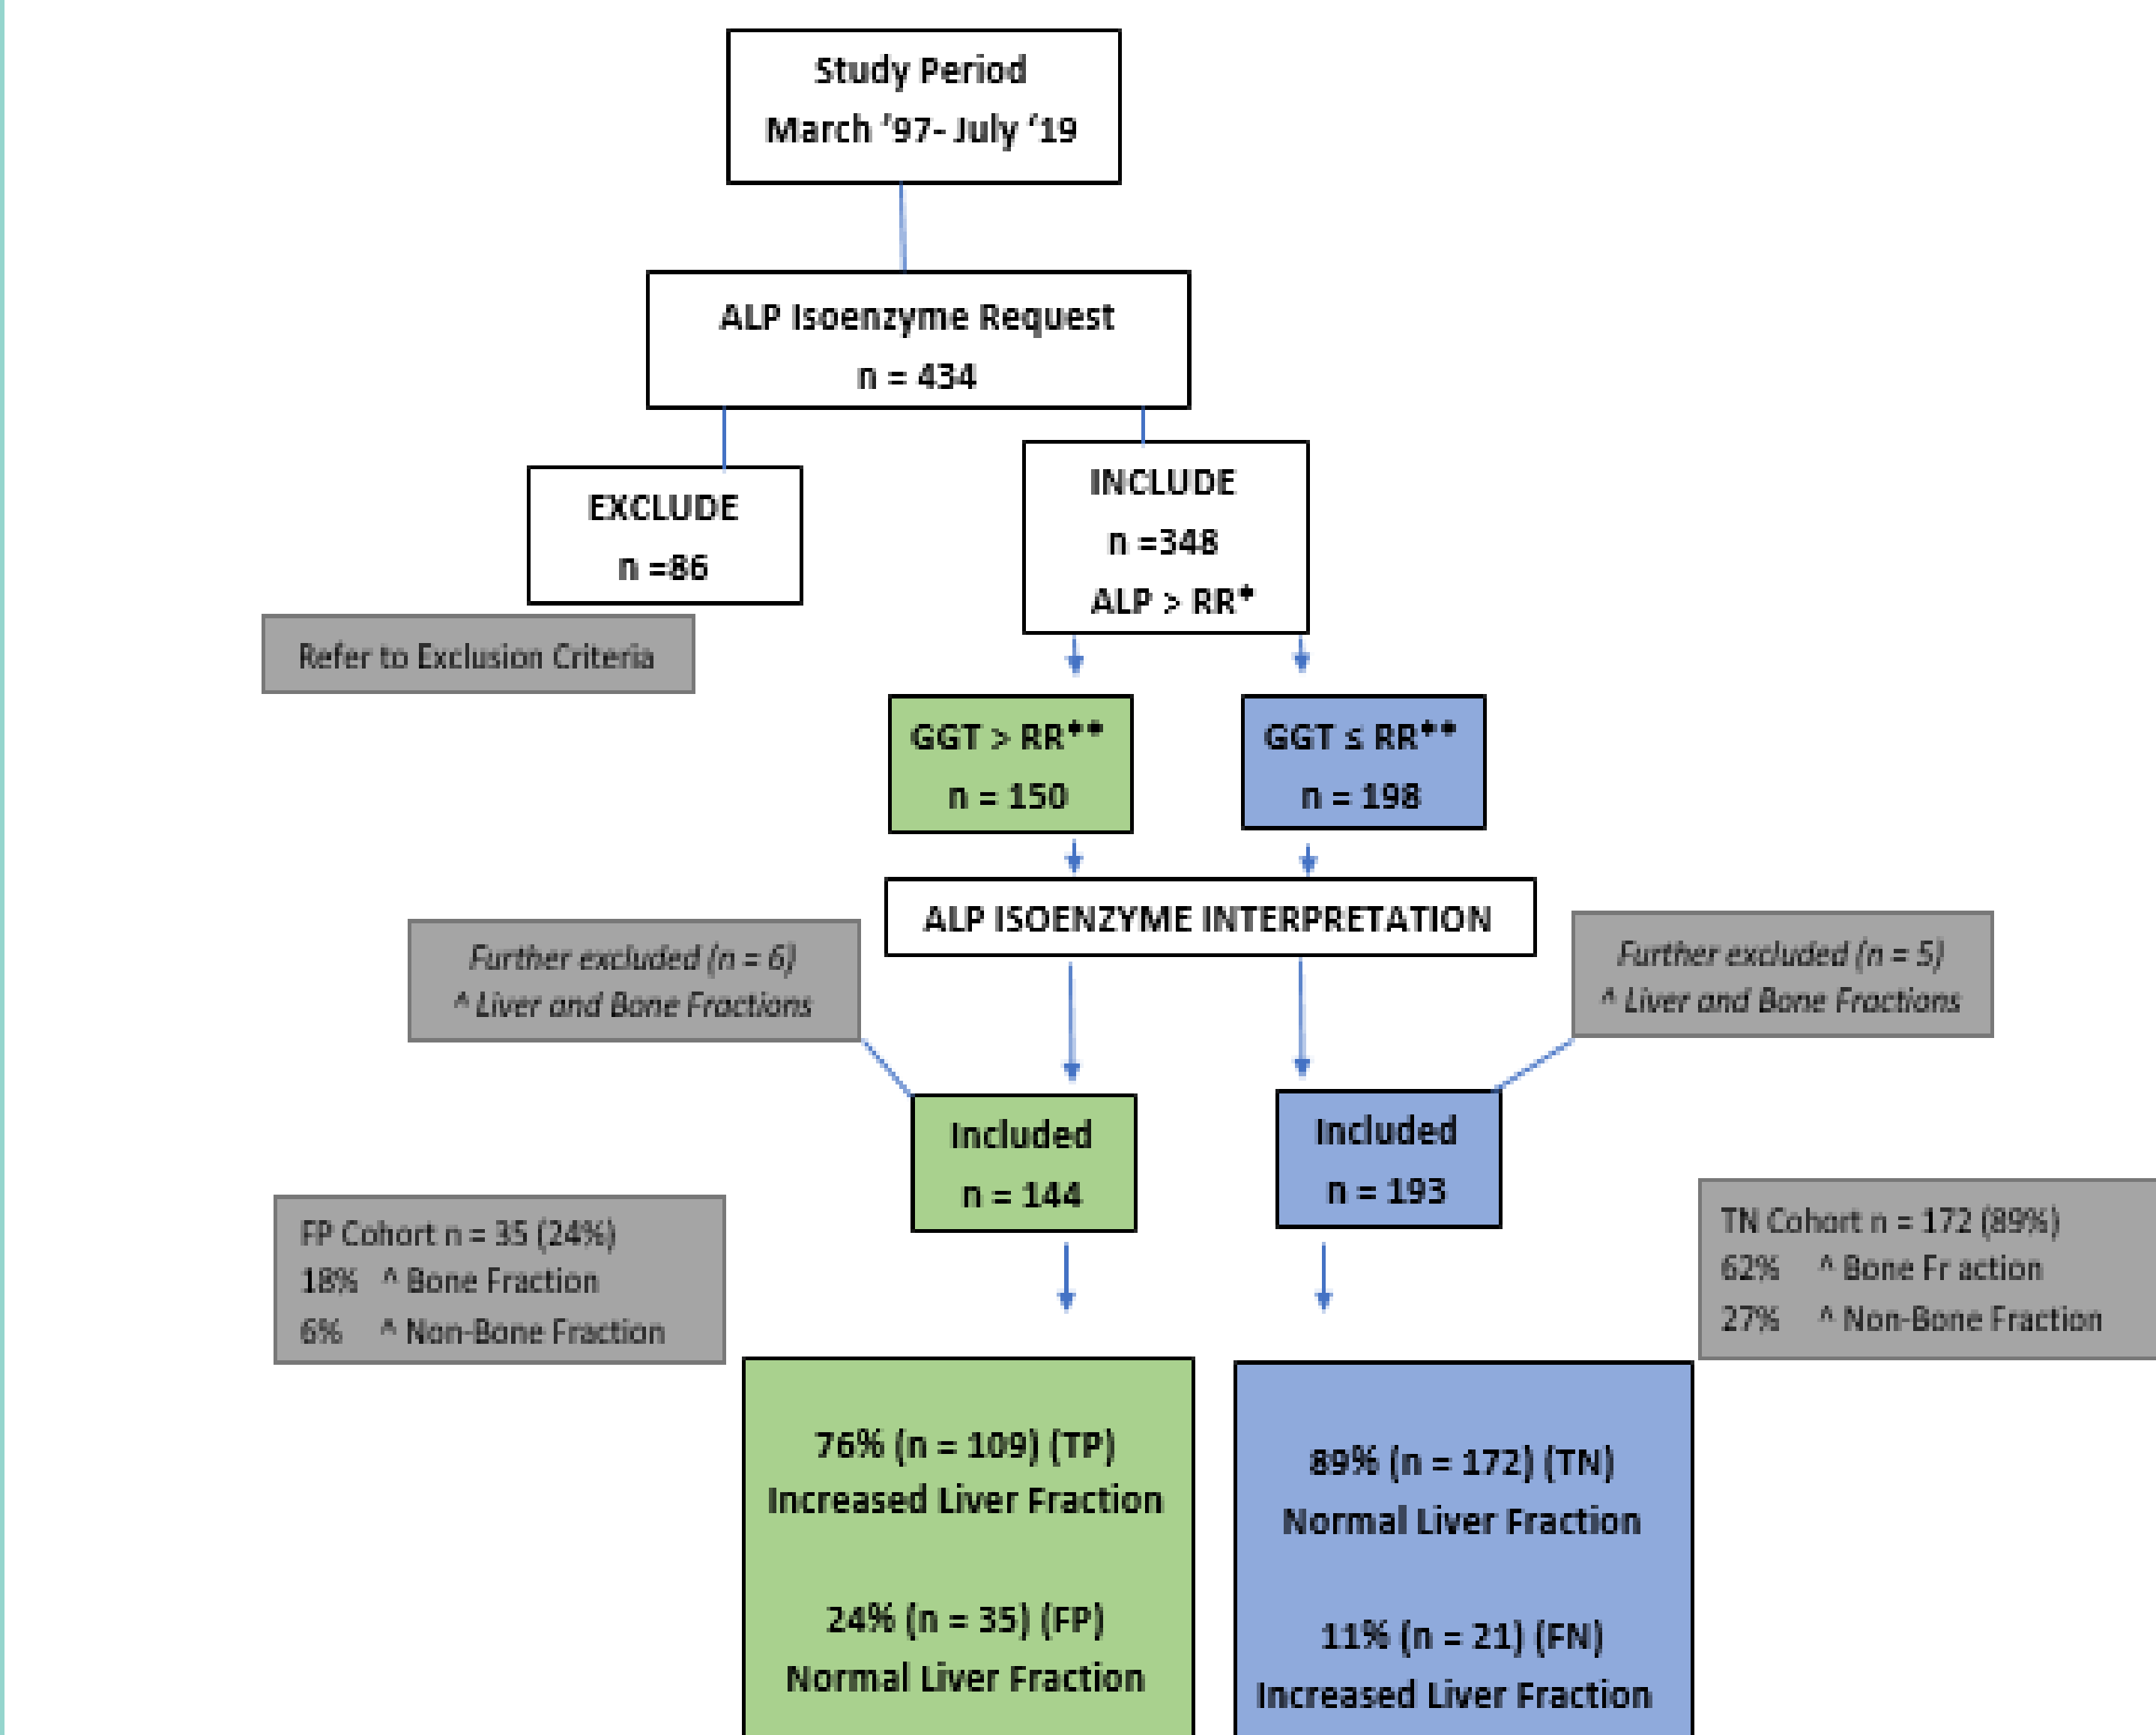 Study Period
March ’97- July ‘19
ALP Isoenzyme Request
n = 434
EXCLUDE
n =86
INCLUDE
n =348
ALP > RR*
Refer to Exclusion Criteria
GGT > RR**
n = 150
GGT ≤ RR**
n = 198
ALP ISOENZYME INTERPRETATION
Further excluded (n = 6)
^ Liver and Bone Fractions
Further excluded (n = 5)
^ Liver and Bone Fractions
Included
n = 144
Included
n = 193
FP Cohort n = 35 (24%)
18% ^ Bone Fraction
6% ^ Non-Bone Fraction
TN Cohort n = 172 (89%)
62% ^ Bone Fr action
27% ^ Non-Bone Fraction
76% (n = 109) (TP)
Increased Liver Fraction
24% (n = 35) (FP)
Normal Liver Fraction
89% (n = 172) (TN)
Normal Liver Fraction
11% (n = 21) (FN)
Increased Liver Fraction